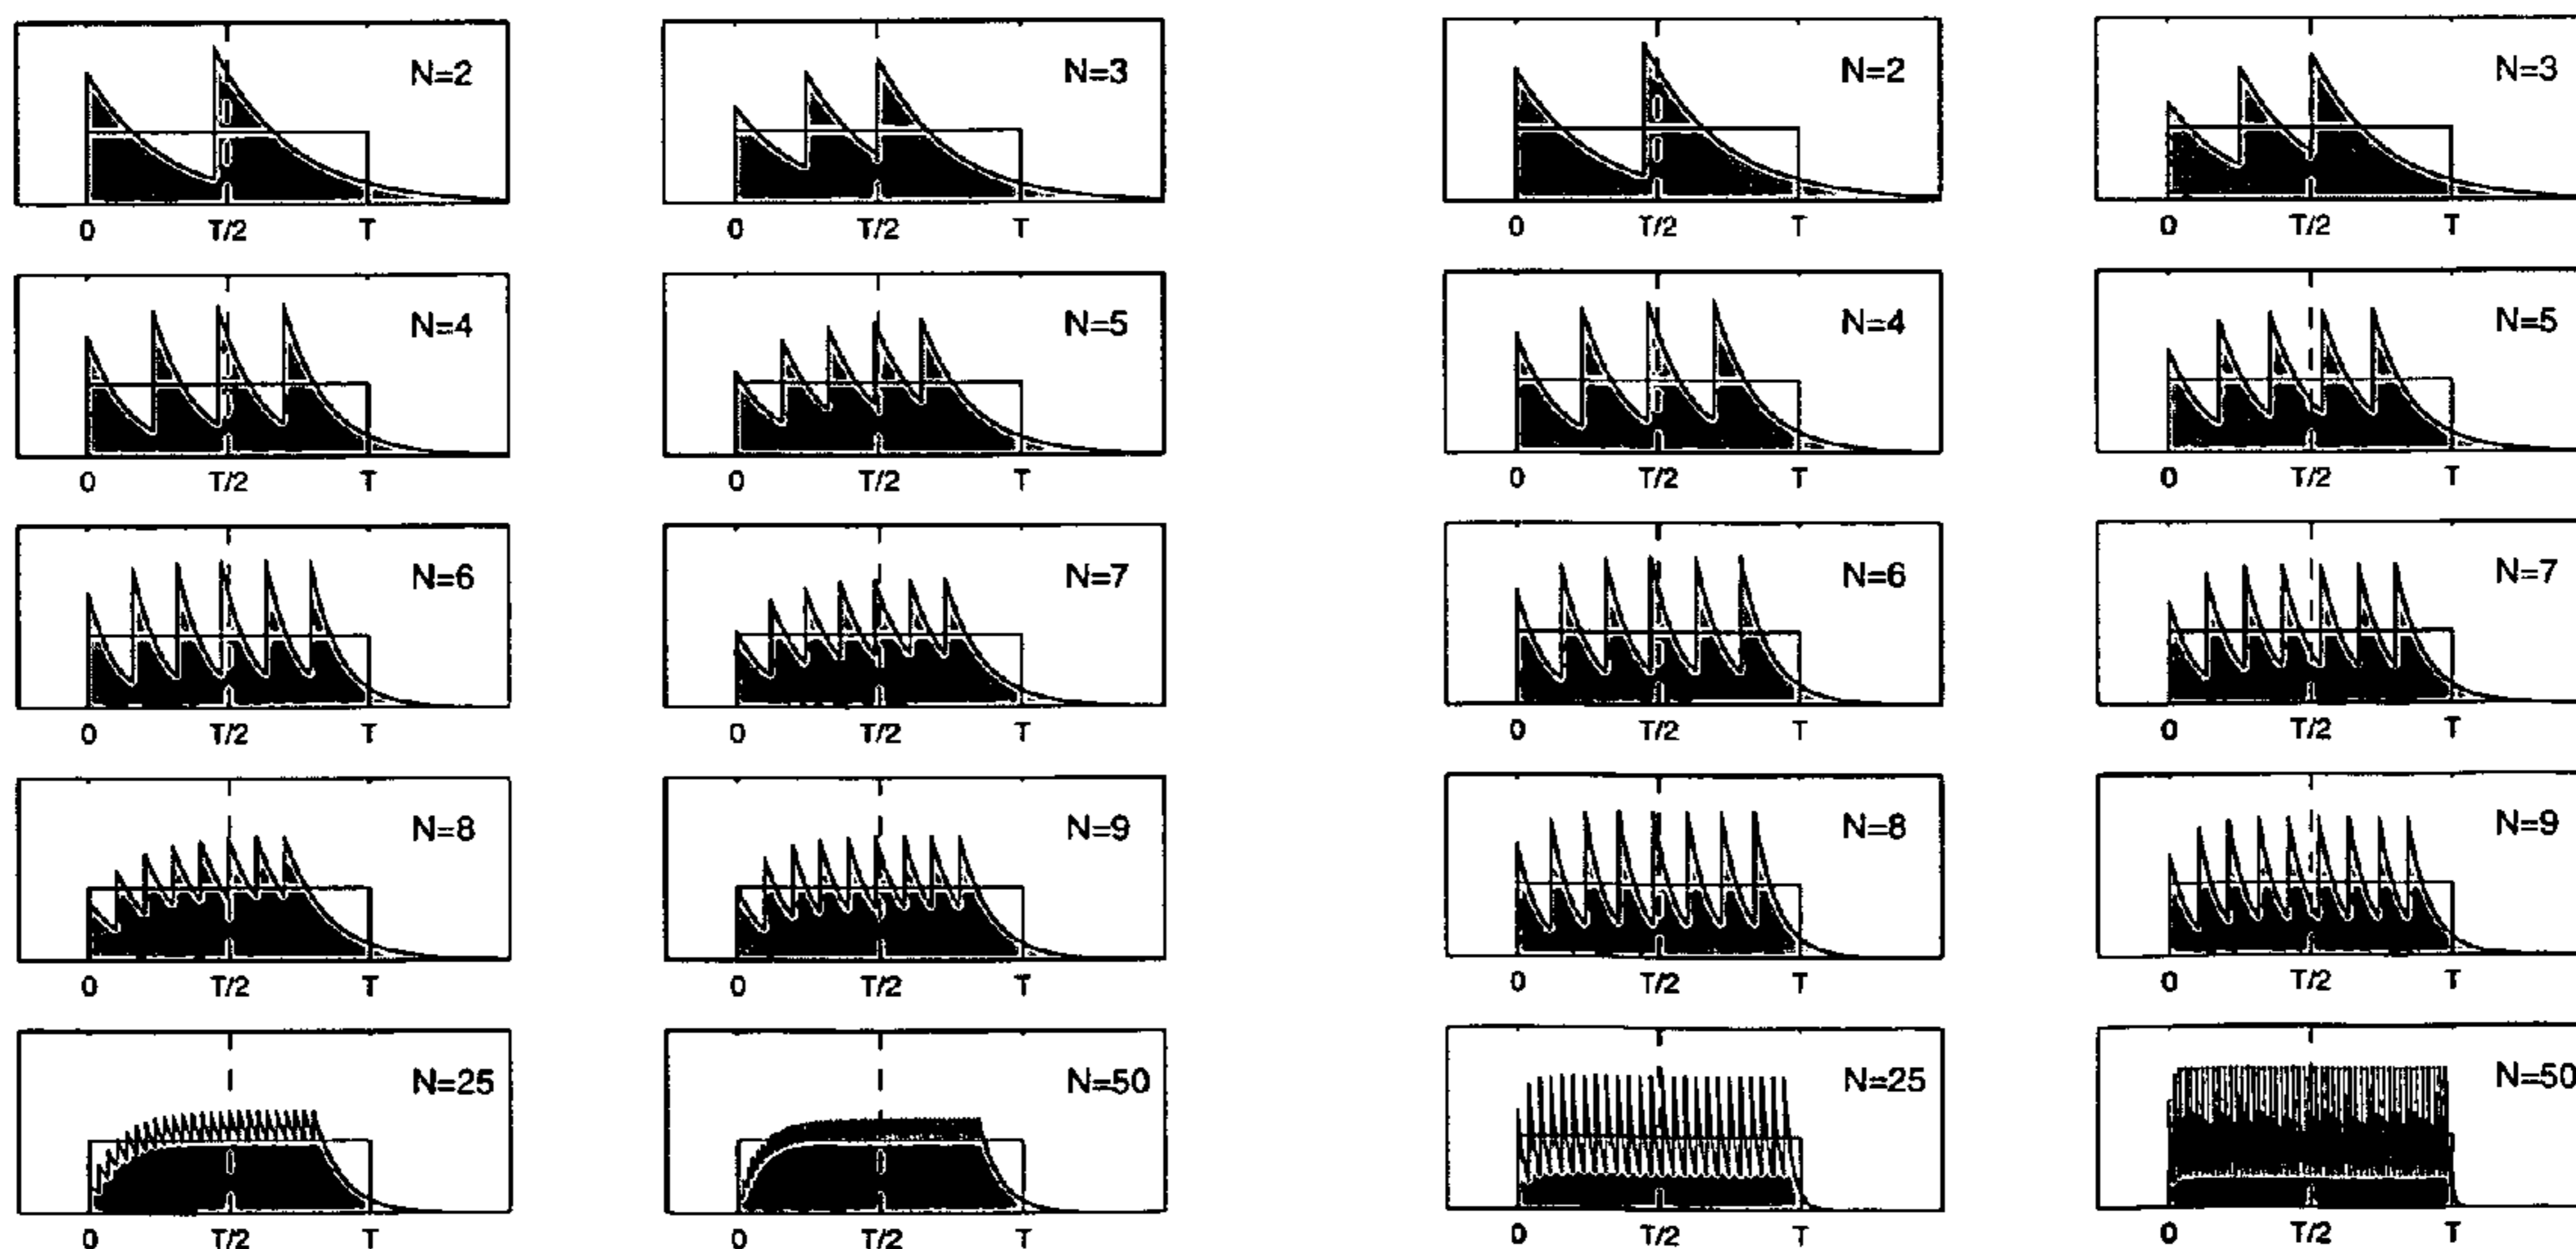 N=2 N=3 N=2 N=3
0 T/2 T 0 T/2 T 0 T/2 T 0 T/2 T
N=4 N=5 N=4 N=5
0 T/2 T 0 T/2 T 0 T/2 T 0 T/2 T
N=6 N=7 N=6 N=7
0 T/2 T 0 T/2 T 0 T/2 T 0 T/2 T
N=8 N=9 N=8 N=9
0 T/2 T 0 T/2 T 0 T/2 T 0 T/2 T
N=25 N=50 N=25 N=50
0 T/2 T 0 T/2 T 0 T/2 T 0 T/2 T